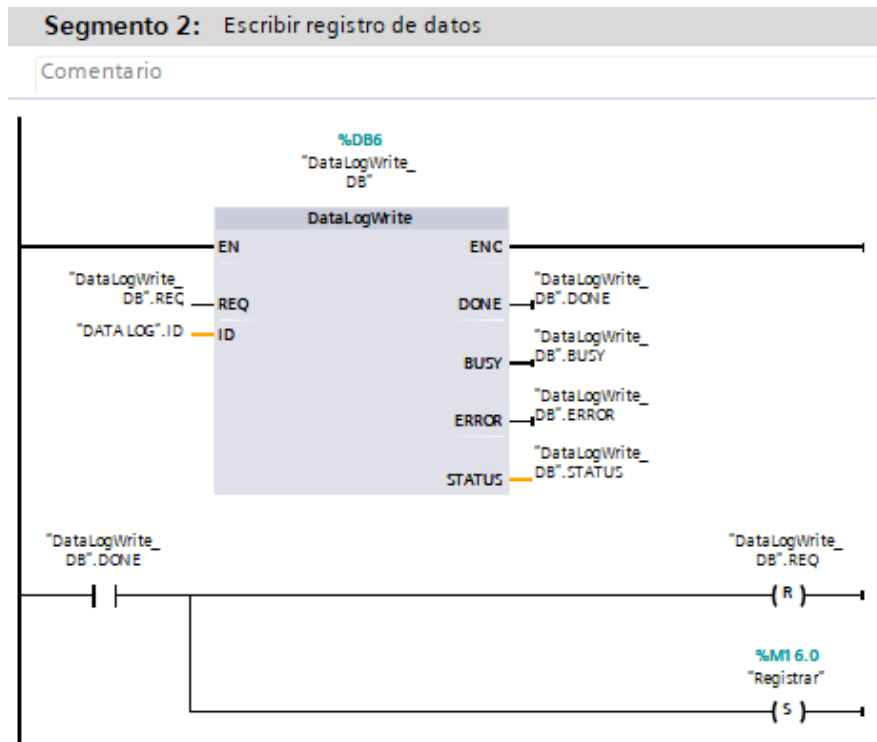 Segmento 2: Escribir registro de datos
Comentario
%DB6
"DataLogWrite_
DB"
DataLogWrite
EN
ENO
"DataLogWrite_
DB".REQ
REQ
"DataLogWrite_
DB".DONE
DONE
"DATA LOG".ID
ID
"DataLogWrite_
DB".BUSY
BUSY
"DataLogWrite_
DB".ERROR
ERROR
"DataLogWrite_
DB".STATUS
STATUS
"DataLogWrite_
DB".DONE
"DataLogWrite_
DB".REQ
R
%M16.0
"Registrar"
S